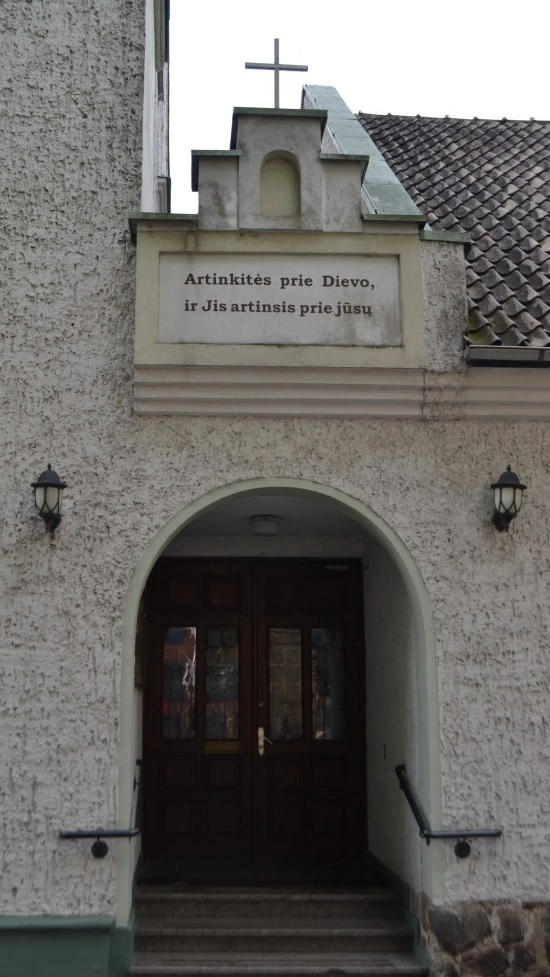 Artinkitės prie Dievo,
ir Jis artinsis prie jūsų